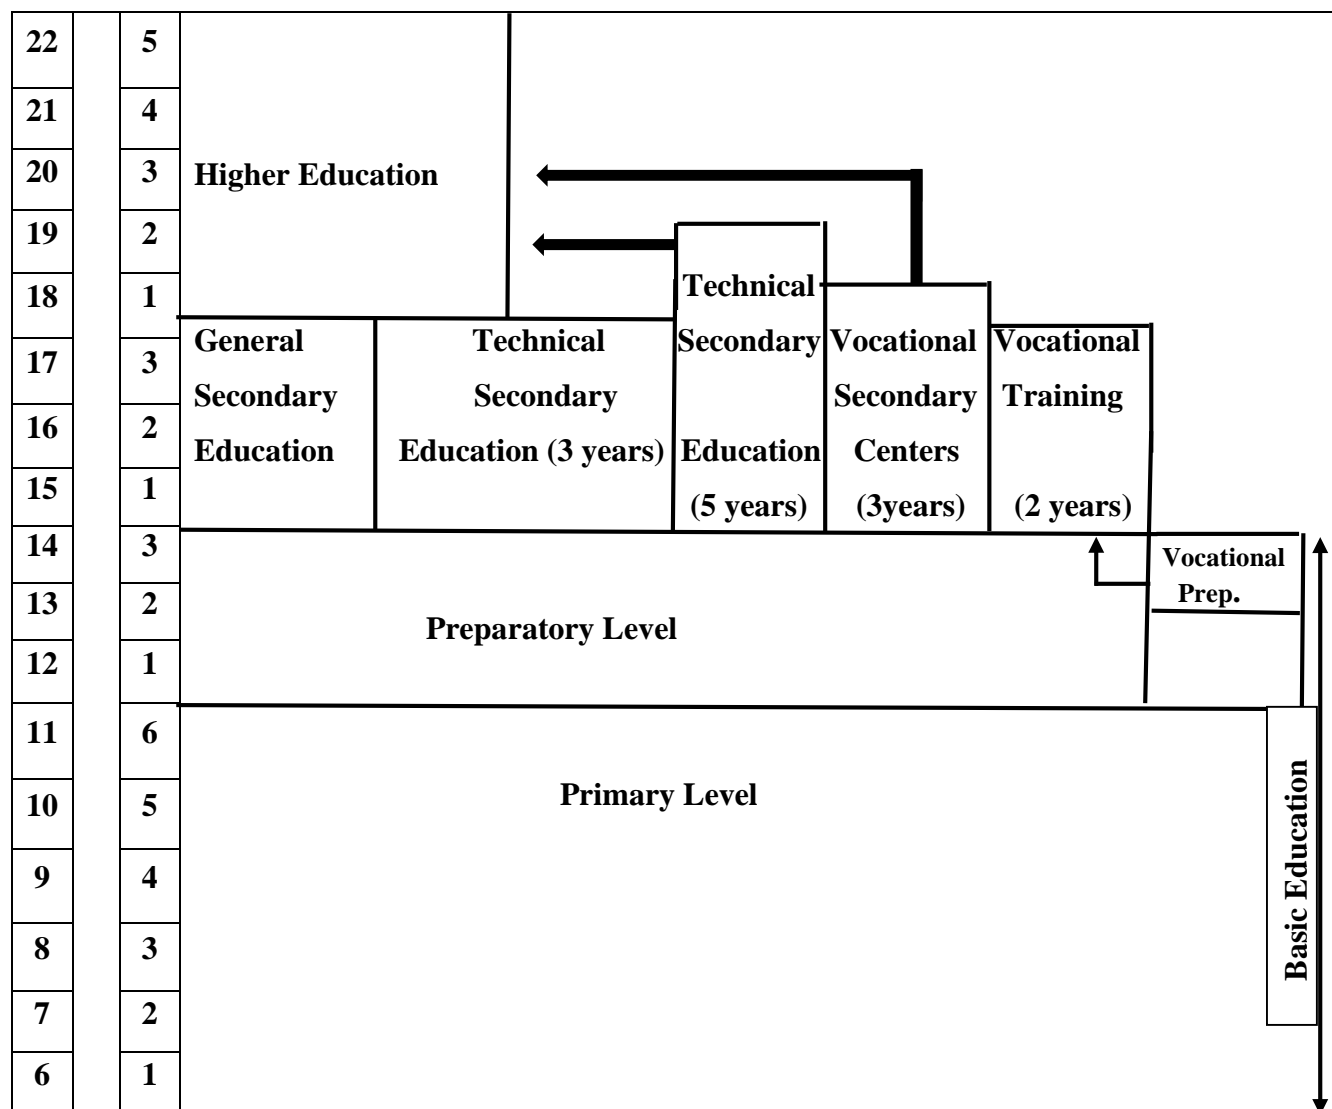 22 5
21 4
20 3 Higher Education
19 2
18 1
17 3
16 2
15 1
14 3
13 2
12 1
11 6
10 5
9 4
8 3
7 2
6 1
General
Secondary
Education
Technical
Secondary
Education (3 years)
Technical
Secondary
Education
(5 years)
Vocational
Secondary
Centers
(3years)
Vocational
Training
(2 years)
Vocational
Prep.
Preparatory Level
Primary Level
Basic Education